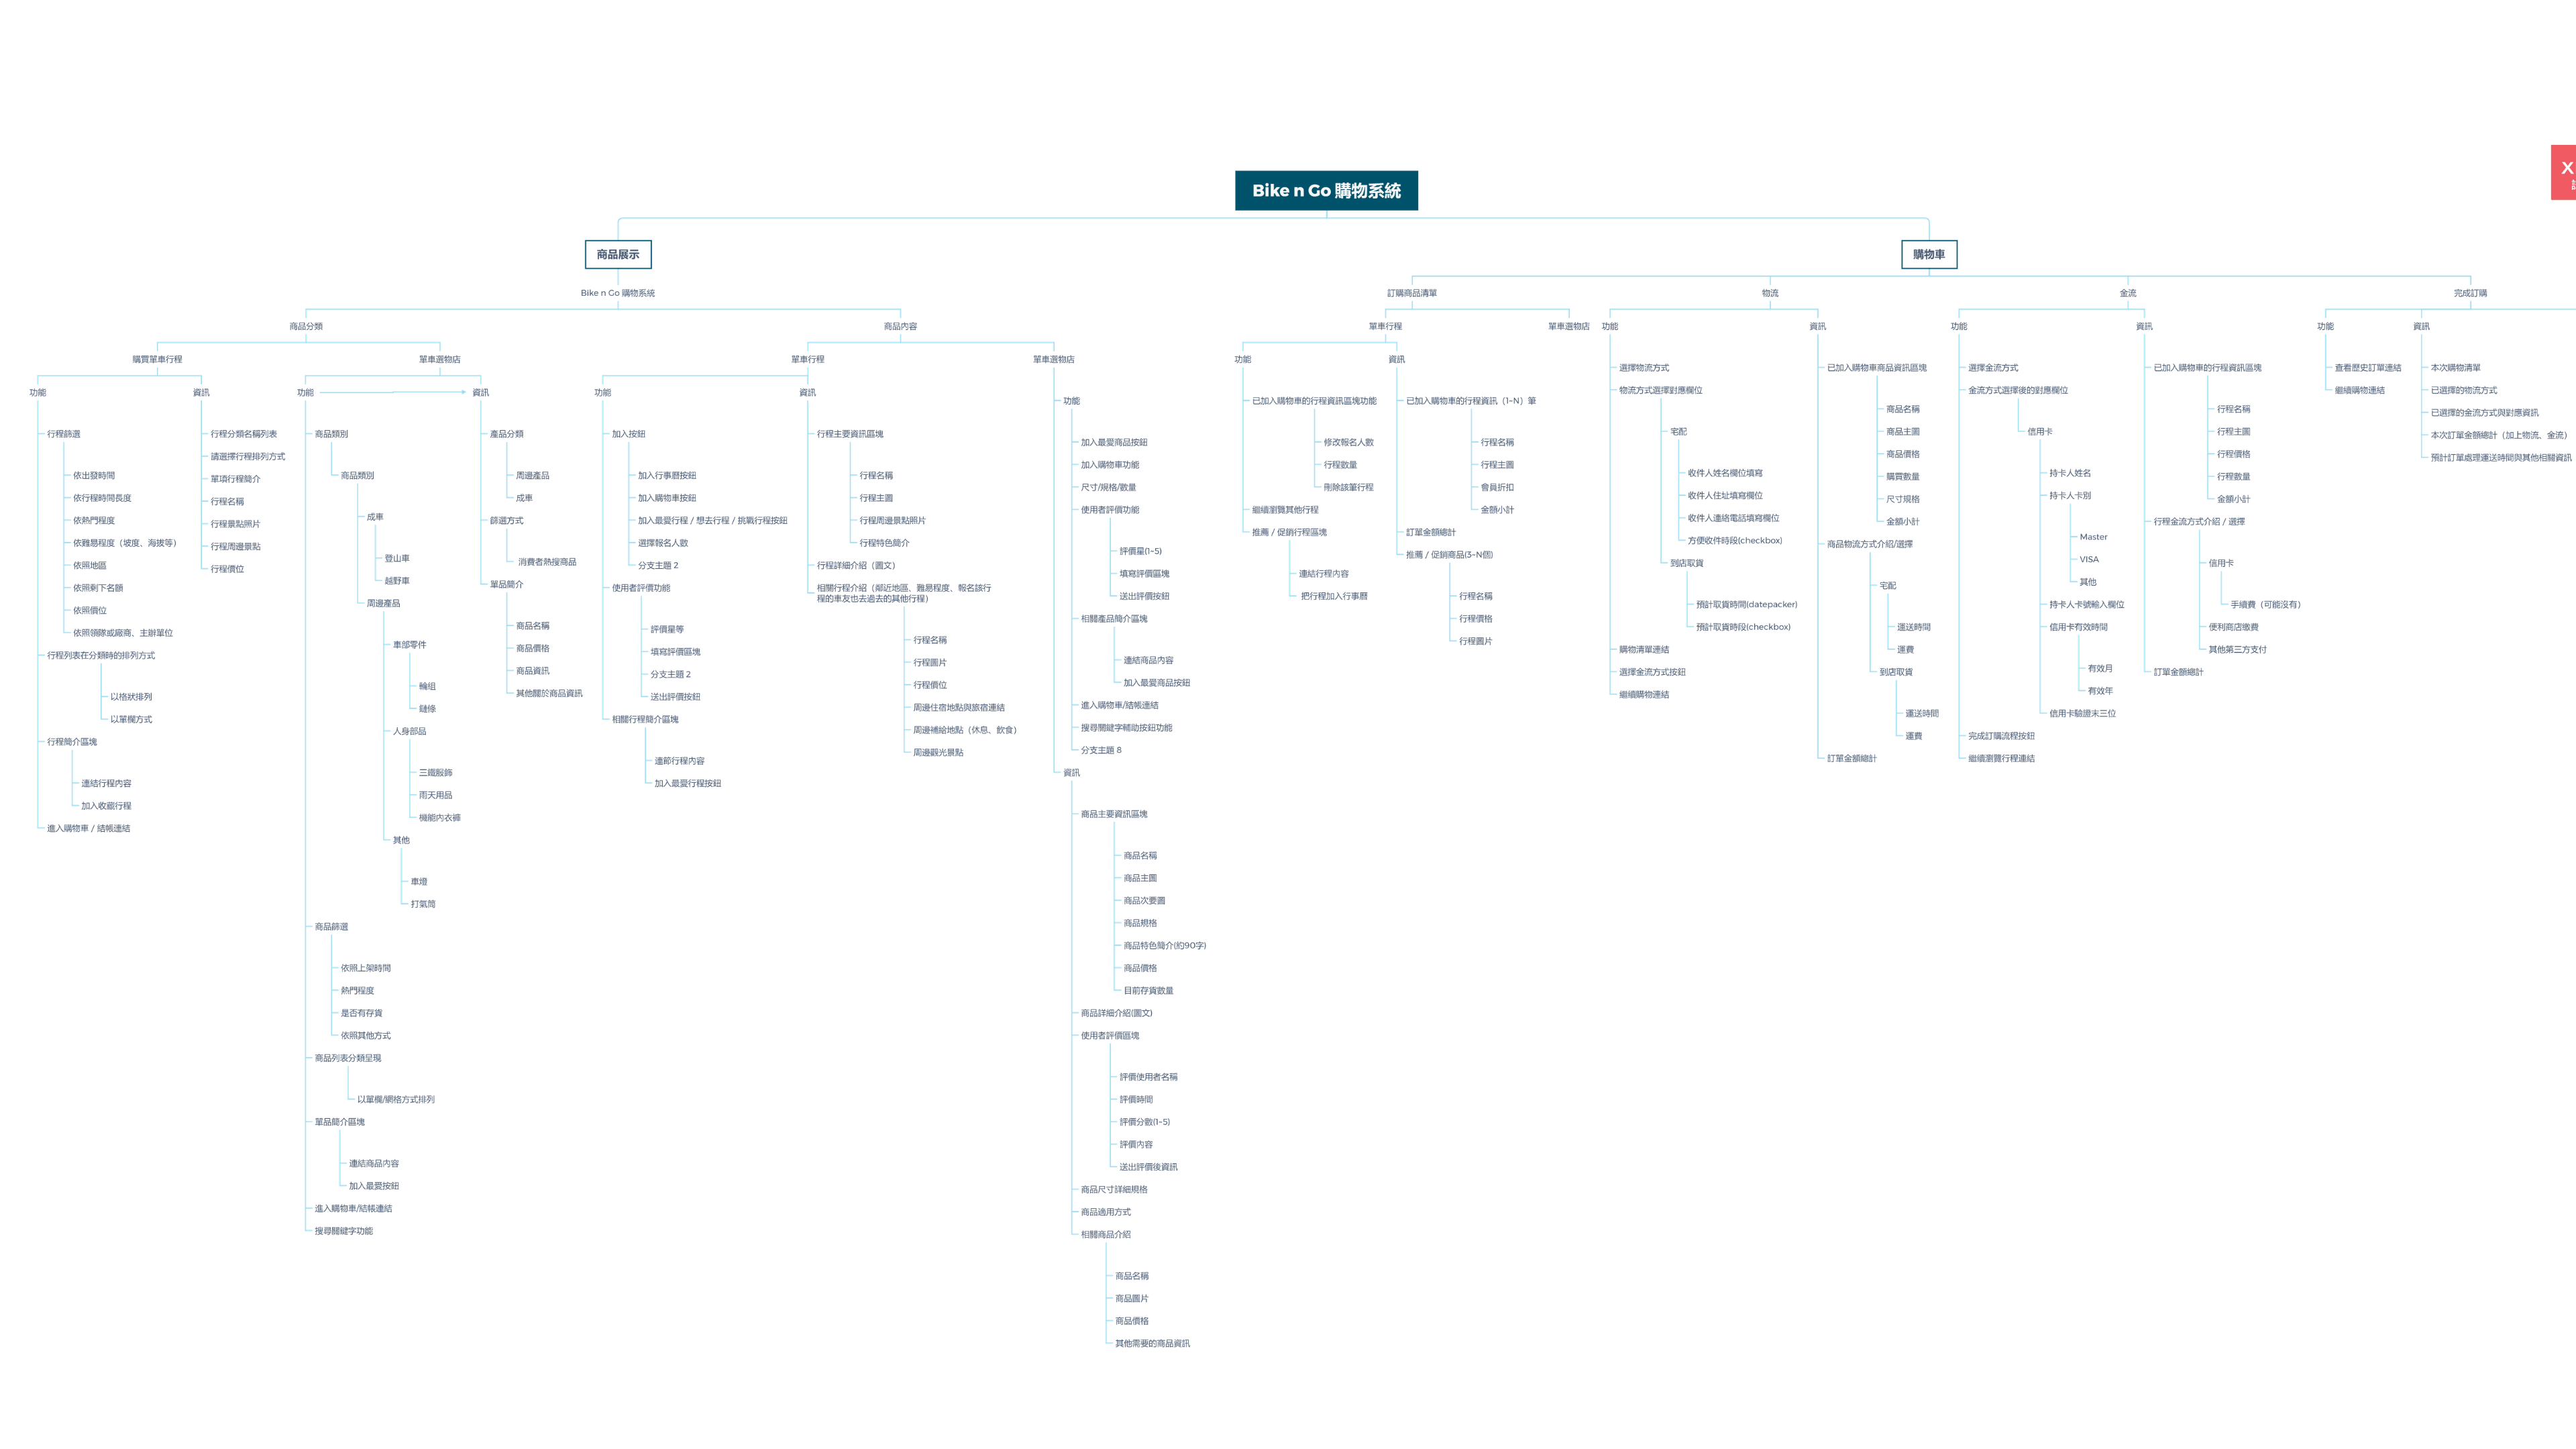 Bike n Go 購物系統
X
商品展示
Bike n Go 購物系統
商品分類
購買單車行程
功能
行程篩選
依出發時間
依行程時間長度
依熱門程度
依難易程度（坡度、海拔等）
依照地區
依照剩下名額
依照價位
依照領隊或廠商、主辦單位
行程列表在分類時的排列方式
以格狀排列
以單欄方式
行程簡介區塊
連結行程內容
加入收藏行程
進入購物車 / 結帳連結
資訊
行程分類名稱列表
請選擇行程排列方式
單項行程簡介
行程名稱
行程景點照片
行程周邊景點
行程價位
單車選物店
功能
商品類別
商品類別
成車
登山車
越野車
周邊產品
車部零件
輪組
鏈條
人身部品
三鐵服飾
雨天用品
機能內衣褲
其他
車燈
打氣筒
商品篩選
依照上架時間
熱門程度
是否有存貨
依照其他方式
商品列表分類呈現
以單欄/網格方式排列
單品簡介區塊
連結商品內容
加入最愛按鈕
進入購物車/結帳連結
搜尋關鍵字功能
資訊
產品分類
周邊產品
成車
篩選方式
消費者熱搜商品
單品簡介
商品名稱
商品價格
商品資訊
其他關於商品資訊
商品內容
單車行程
功能
加入按鈕
加入行事曆按鈕
加入購物車按鈕
加入最愛行程 / 想去行程 / 挑戰行程按鈕
選擇報名人數
分支主題 2
使用者評價功能
評價星等
填寫評價區塊
分支主題 2
送出評價按鈕
相關行程簡介區塊
連節行程內容
加入最愛行程按鈕
資訊
行程主要資訊區塊
行程名稱
行程主圖
行程周邊景點照片
行程特色簡介
行程詳細介紹（圖文）
相關行程介紹（鄰近地區、難易程度、報名該行
程的車友也去過去的其他行程）
行程名稱
行程圖片
行程價位
周邊住宿地點與旅宿連結
周邊補給地點（休息、飲食）
周邊觀光景點
單車選物店
功能
加入最愛商品按鈕
加入購物車功能
尺寸/規格/數量
使用者評價功能
評價星(1~5)
填寫評價區塊
送出評價按鈕
相關產品簡介區塊
連結商品內容
加入最愛商品按鈕
進入購物車/結帳連結
搜尋關鍵字輔助按鈕功能
分支主題 8
資訊
商品主要資訊區塊
商品名稱
商品主圖
商品次要圖
商品規格
商品特色簡介(約90字)
商品價格
目前存貨數量
商品詳細介紹(圖文)
使用者評價區塊
評價使用者名稱
評價時間
評價分數(1~5)
評價內容
送出評價後資訊
商品尺寸詳細規格
商品適用方式
相關商品介紹
商品名稱
商品圖片
商品價格
其他需要的商品資訊
購物車
訂購商品清單
單車行程
功能
已加入購物車的行程資訊區塊功能
修改報名人數
行程數量
刪除該筆行程
繼續瀏覽其他行程
推薦 / 促銷行程區塊
連結行程內容
把行程加入行事曆
資訊
已加入購物車的行程資訊（1~N）筆
行程名稱
行程主圖
會員折扣
金額小計
訂單金額總計
推薦 / 促銷商品(3~N個)
行程名稱
行程價格
行程圖片
單車選物店
物流
功能
選擇物流方式
物流方式選擇對應欄位
宅配
收件人姓名欄位填寫
收件人住址填寫欄位
收件人連絡電話填寫欄位
方便收件時段(checkbox)
到店取貨
預計取貨時間(datepacker)
預計取貨時段(checkbox)
購物清單連結
選擇金流方式按鈕
繼續購物連結
資訊
已加入購物車商品資訊區塊
商品名稱
商品主圖
商品價格
購買數量
尺寸規格
金額小計
商品物流方式介紹/選擇
宅配
運送時間
運費
到店取貨
運送時間
運費
訂單金額總計
金流
功能
選擇金流方式
金流方式選擇後的對應欄位
信用卡
持卡人姓名
持卡人卡別
Master
VISA
其他
持卡人卡號輸入欄位
信用卡有效時間
有效月
有效年
信用卡驗證末三位
完成訂購流程按鈕
繼續瀏覽行程連結
資訊
已加入購物車的行程資訊區塊
行程名稱
行程主圖
行程價格
行程數量
金額小計
行程金流方式介紹 / 選擇
信用卡
手續費（可能沒有）
便利商店繳費
其他第三方支付
訂單金額總計
完成訂購
功能
查看歷史訂單連結
繼續購物連結
資訊
本次購物清單
已選擇的物流方式
已選擇的金流方式與對應資訊
本次訂單金額總計（加上物流、金流）
預計訂單處理運送時間與其他相關資訊